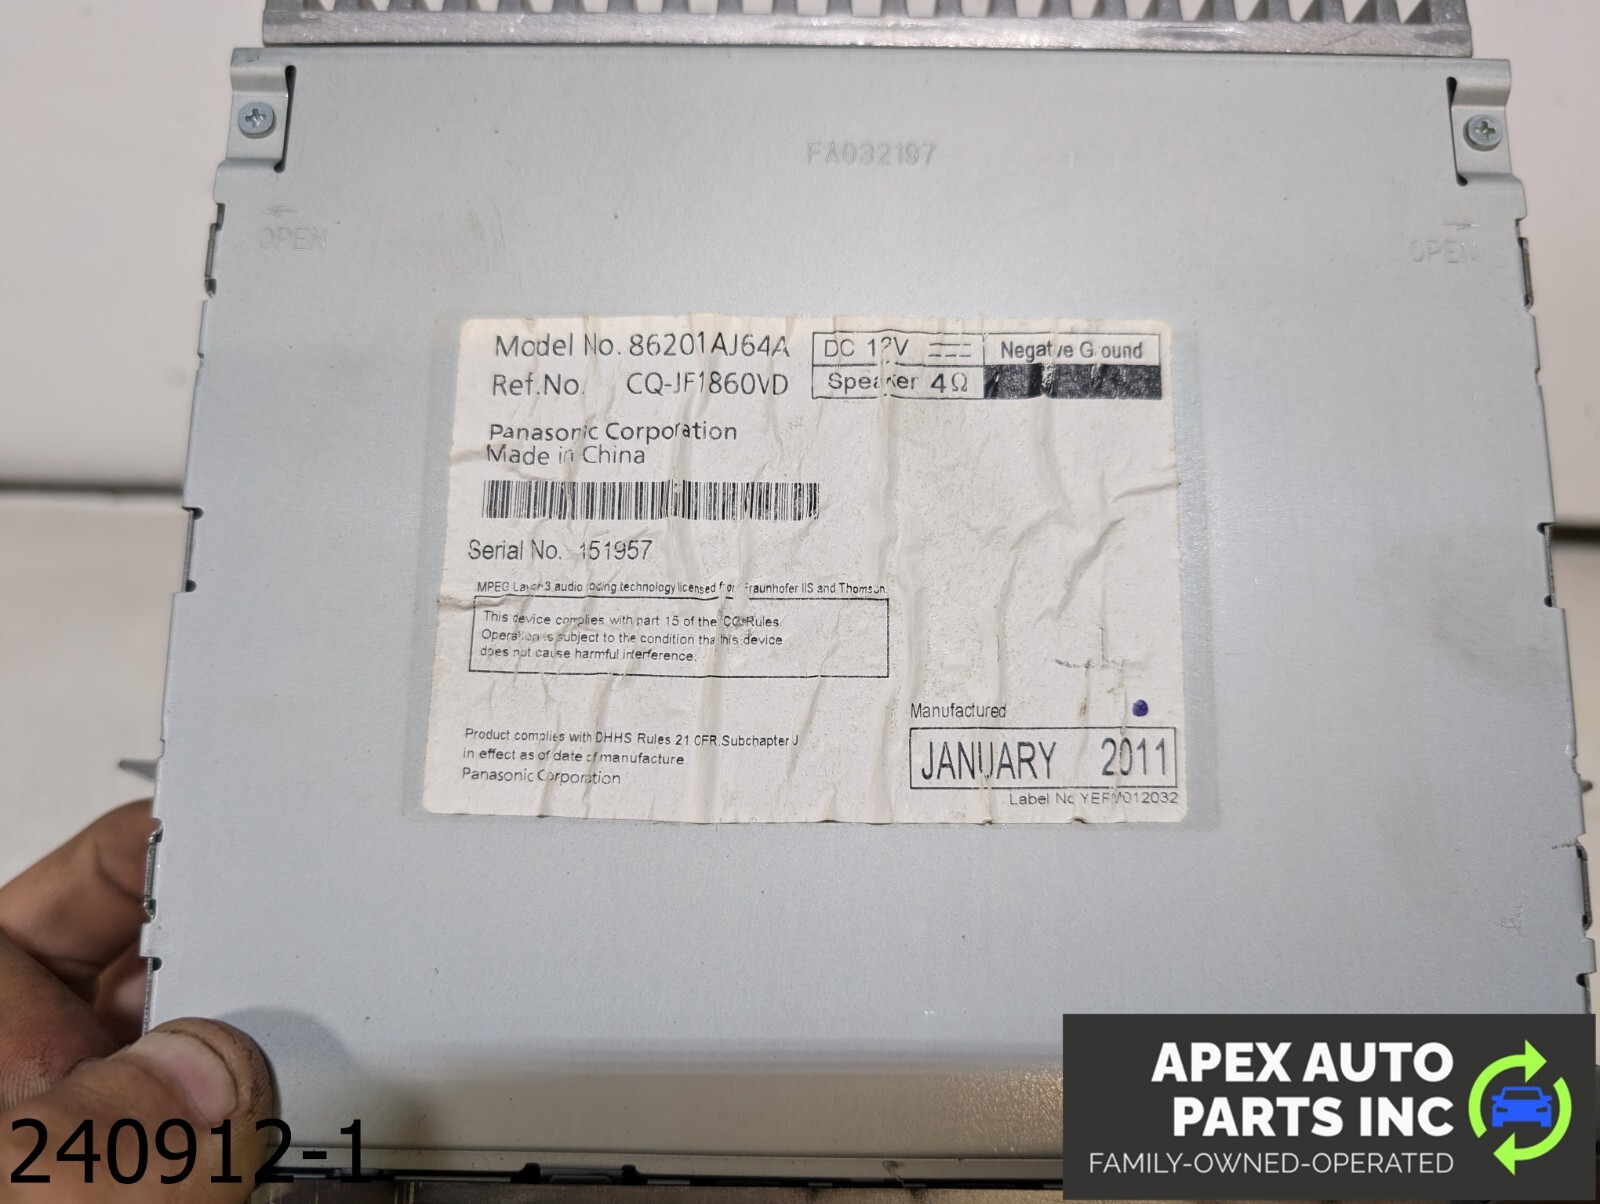 FA032197
OPEN
OPEN
Model No. 86201AJ64A
Ref.No. CQ-JF1860VD
DC 12V
Negative Ground
Speaker 4Ω
Panasonic Corporation
Made in China
Serial No. 151957
MPEG Layer-3 audio coding technology licensed from Fraunhofer IIS and Thomson.
This device complies with part 15 of the FCC Rules.
Operation is subject to the condition that this device
does not cause harmful interference.
Product complies with DHHS Rules 21 CFR.Subchapter J
in effect as of date of manufacture.
Panasonic Corporation
Manufactured
JANUARY 2011
Label No YEFM012032
240912-1
APEX AUTO
PARTS INC
FAMILY-OWNED-OPERATED